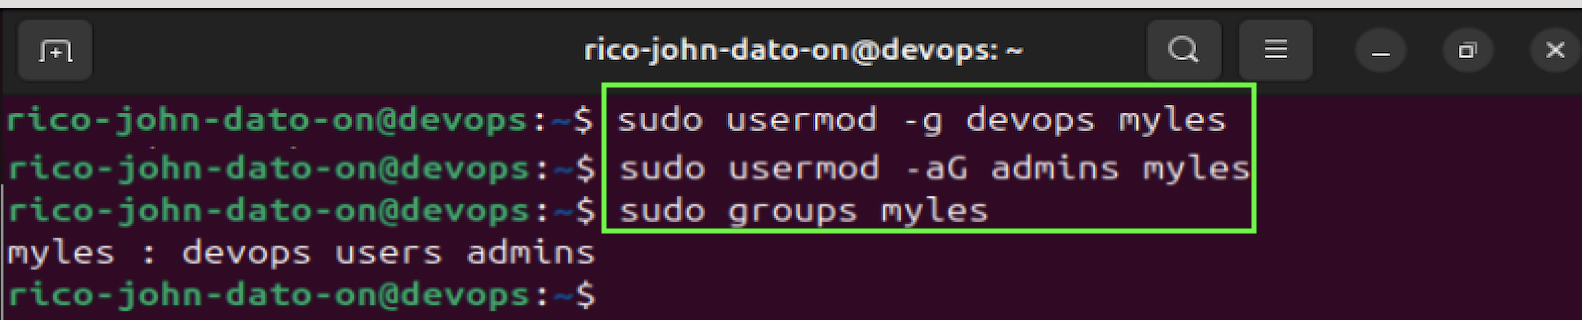 rico-john-dato-on@devops: ~
rico-john-dato-on@devops:~$ sudo usermod -g devops myles
rico-john-dato-on@devops:~$ sudo usermod -aG admins myles
rico-john-dato-on@devops:~$ sudo groups myles
myles : devops users admins
rico-john-dato-on@devops:~$